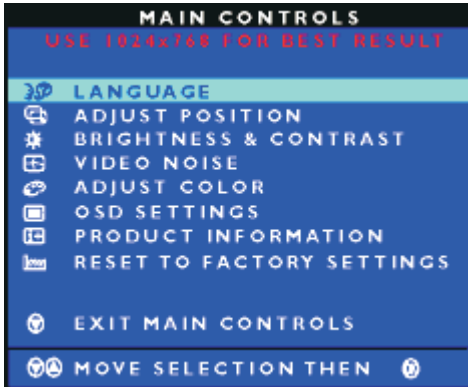 MAIN CONTROLS
USE 1024x768 FOR BEST RESULT
LANGUAGE
ADJUST POSITION
BRIGHTNESS & CONTRAST
VIDEO NOISE
ADJUST COLOR
OSD SETTINGS
PRODUCT INFORMATION
RESET TO FACTORY SETTINGS
EXIT MAIN CONTROLS
MOVE SELECTION THEN